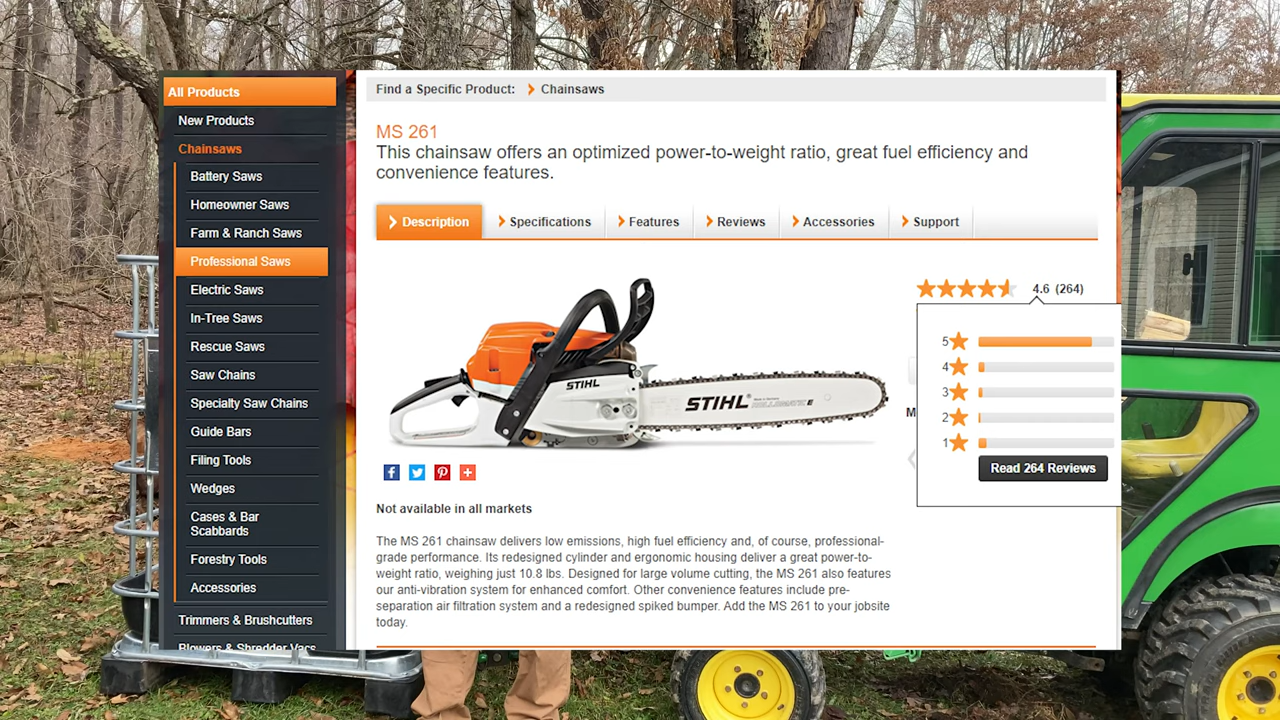 All Products
New Products
Chainsaws
Battery Saws
Homeowner Saws
Farm & Ranch Saws
Professional Saws
Electric Saws
In-Tree Saws
Rescue Saws
Saw Chains
Specialty Saw Chains
Guide Bars
Filing Tools
Wedges
Cases & Bar
Scabbards
Forestry Tools
Accessories
Trimmers & Brushcutters
Blowers & Shredder Vacs
Find a Specific Product: Chainsaws
MS 261
This chainsaw offers an optimized power-to-weight ratio, great fuel efficiency and
convenience features.
Description Specifications Features Reviews Accessories Support
4.6 (264)
5
4
3
2
1
Read 264 Reviews
M
STIHL
STIHL
Not available in all markets
The MS 261 chainsaw delivers low emissions, high fuel efficiency and, of course, professional-
grade performance. Its redesigned cylinder and ergonomic housing deliver a great power-to-
weight ratio, weighing just 10.8 lbs. Designed for large volume cutting, the MS 261 also features
our anti-vibration system for enhanced comfort. Other convenience features include pre-
separation air filtration system and a redesigned spiked bumper. Add the MS 261 to your jobsite
today.